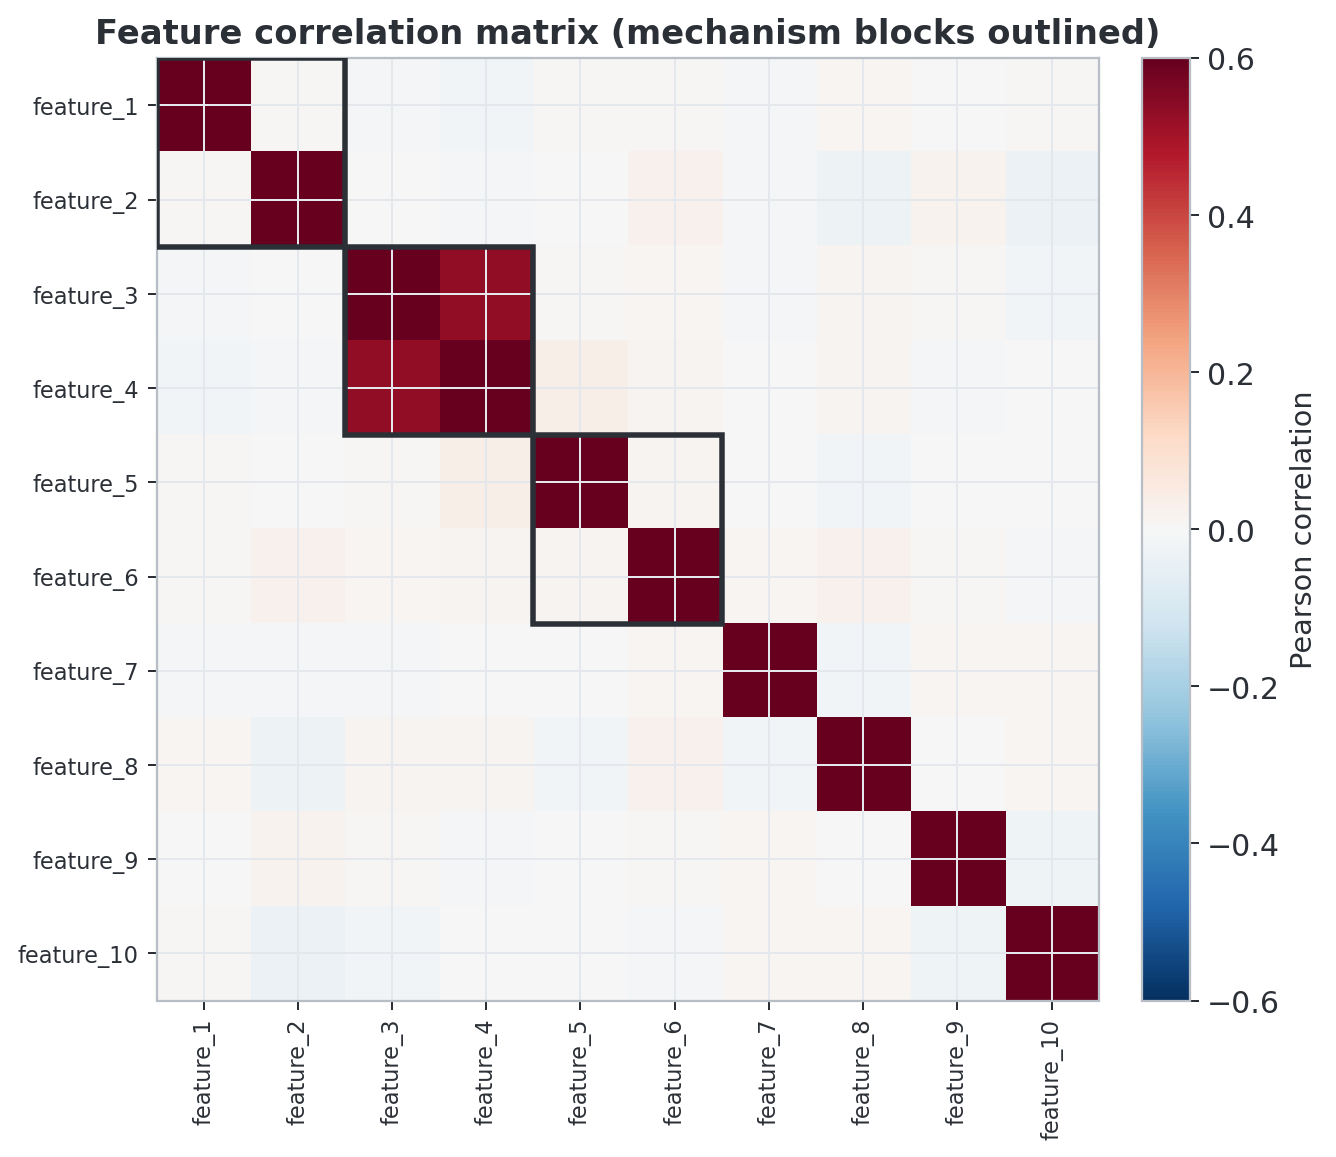 Feature correlation matrix (mechanism blocks outlined)
feature_1
feature_2
feature_3
feature_4
feature_5
feature_6
feature_7
feature_8
feature_9
feature_10
feature_1
feature_2
feature_3
feature_4
feature_5
feature_6
feature_7
feature_8
feature_9
feature_10
0.6
0.4
0.2
0.0
−0.2
−0.4
−0.6
Pearson correlation